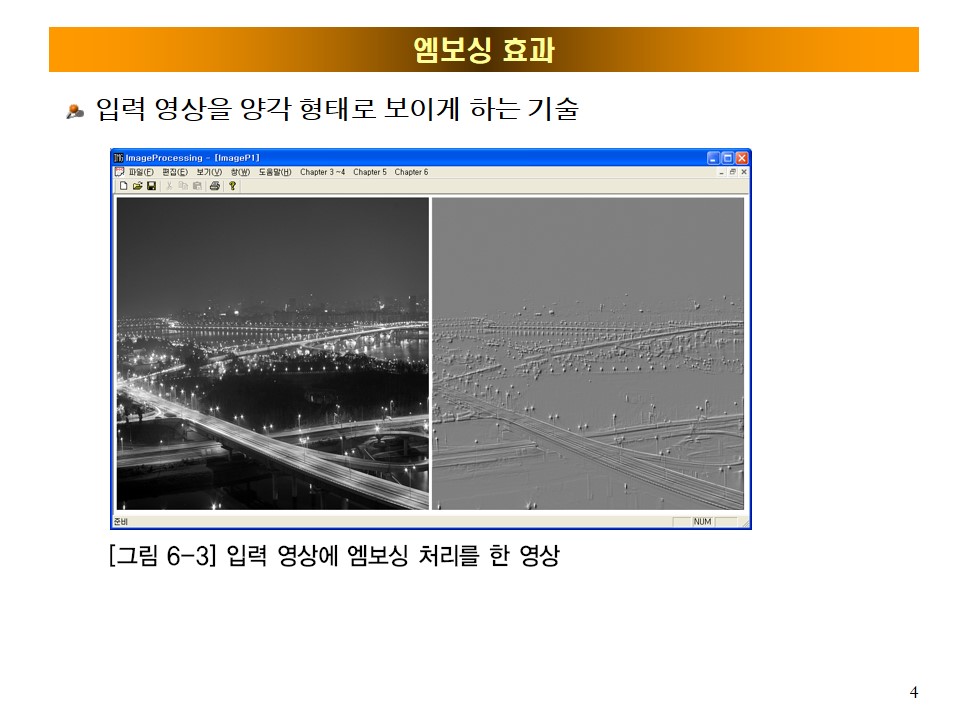 엠보싱 효과
입력 영상을 양각 형태로 보이게 하는 기술
ImageProcessing - [ImageP1]
파일(F) 편집(E) 보기(V) 창(W) 도움말(H) Chapter 3 ~4 Chapter 5 Chapter 6
준비 NUM
[그림 6-3] 입력 영상에 엠보싱 처리를 한 영상
4